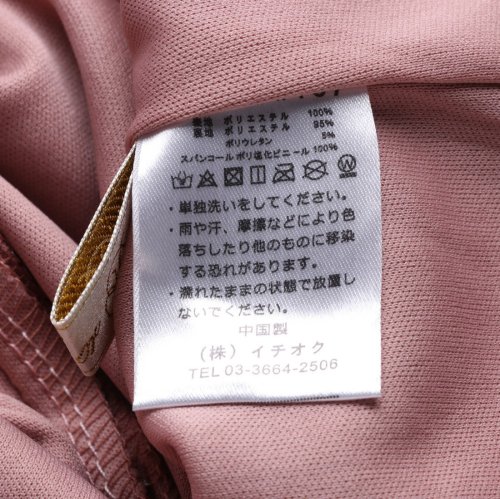 表地 ポリエステル 100%
裏地 ポリエステル 95%
ポリウレタン 5%
スパンコール ポリ塩化ビニール 100%
・単独洗いをしてください。
・雨や汗、摩擦などにより色
落ちしたり他のものに移染
する恐れがあります。
・濡れたままの状態で放置し
ないでください。
中国製
(株) イチオク
TEL 03-3664-2506